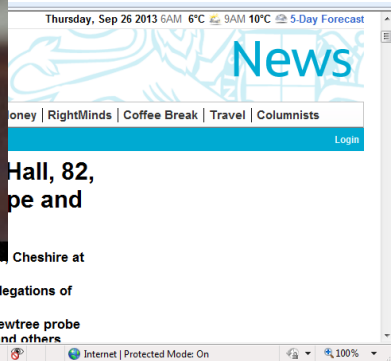 Thursday, Sep 26 2013 6AM 6°C 9AM 10°C 5-Day Forecast
News
oney | RightMinds | Coffee Break | Travel | Columnists
Login
Hall, 82,
pe and
, Cheshire at
legations of
ewtree probe
nd others
Internet | Protected Mode: On 100%